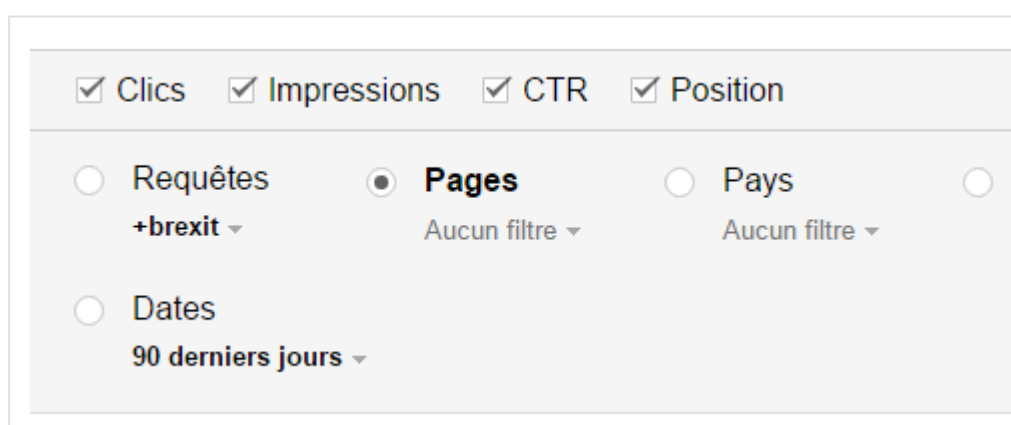 Clics Impressions CTR Position
Requêtes Pages Pays
+brexit Aucun filtre Aucun filtre
Dates
90 derniers jours